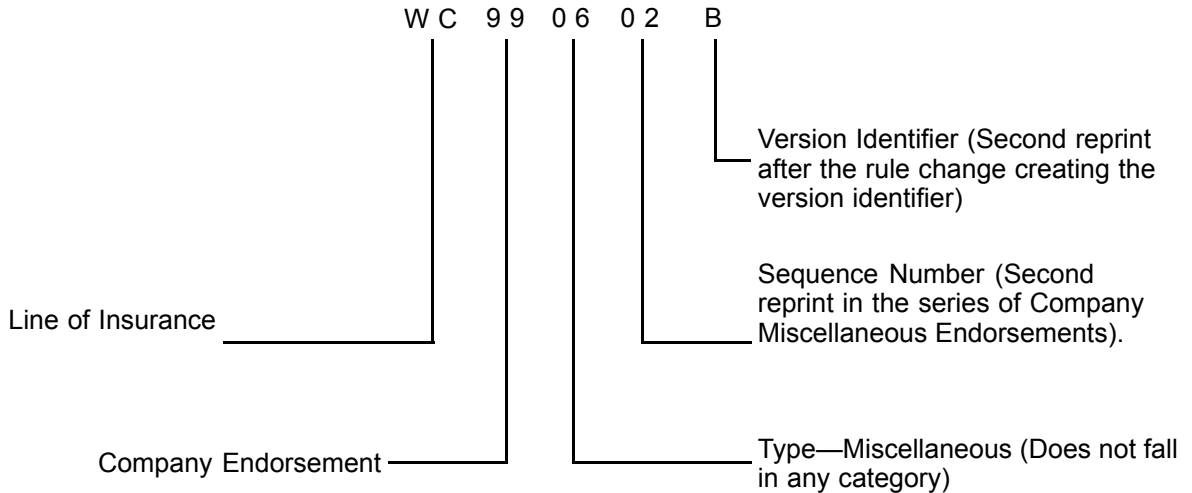 WC 99 06 02 B
Version Identifier (Second reprint
after the rule change creating the
version identifier)
Sequence Number (Second
reprint in the series of Company
Miscellaneous Endorsements).
Line of Insurance
Company Endorsement
Type—Miscellaneous (Does not fall
in any category)